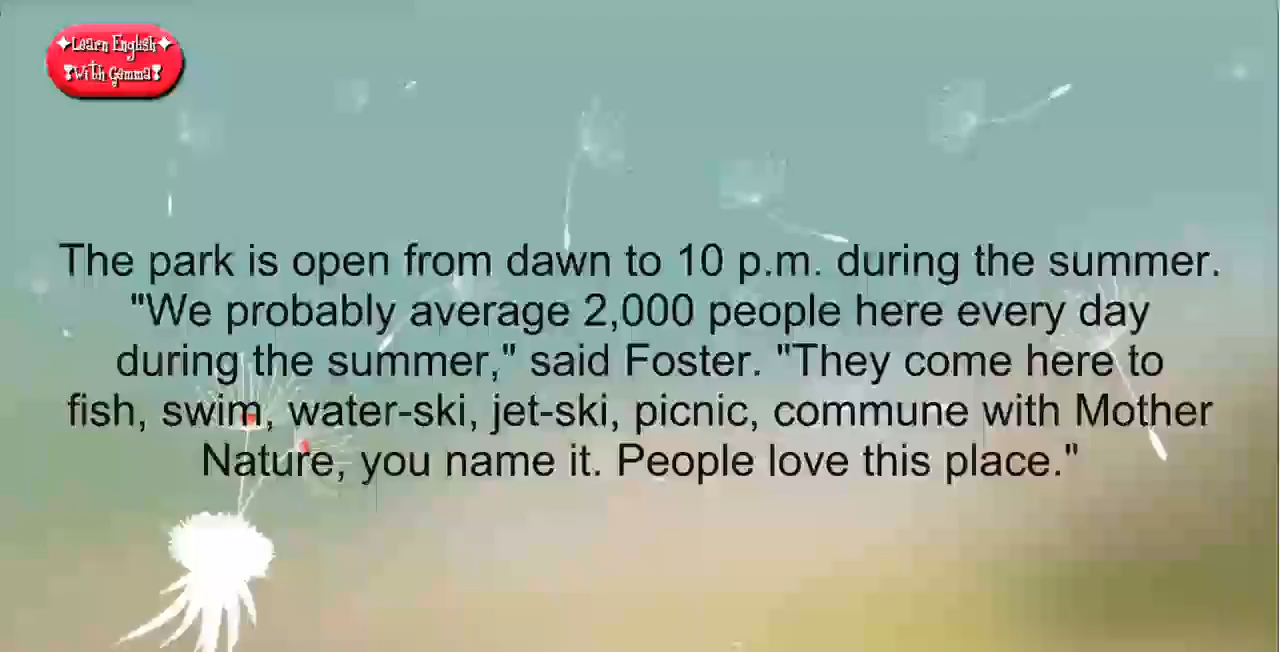 Learn English
With Gamma
The park is open from dawn to 10 p.m. during the summer.
"We probably average 2,000 people here every day
during the summer," said Foster. "They come here to
fish, swim, water-ski, jet-ski, picnic, commune with Mother
Nature, you name it. People love this place."